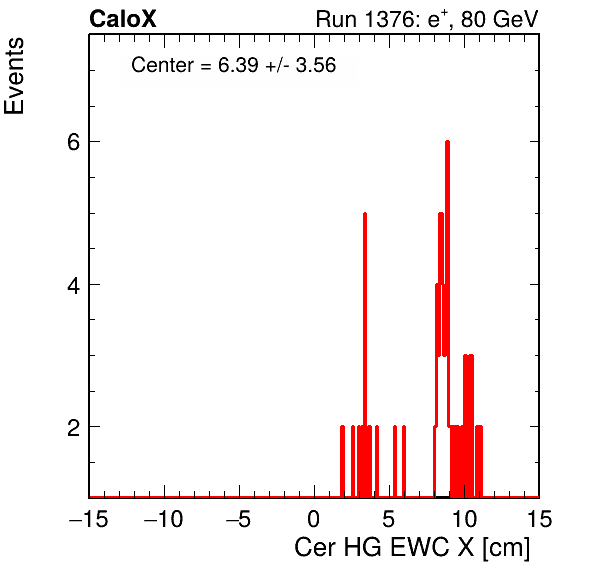 CaloX
Run 1376: e+, 80 GeV
Events
Center = 6.39 +/- 3.56
6
4
2
−15 −10 −5 0 5 10 15
Cer HG EWC X [cm]